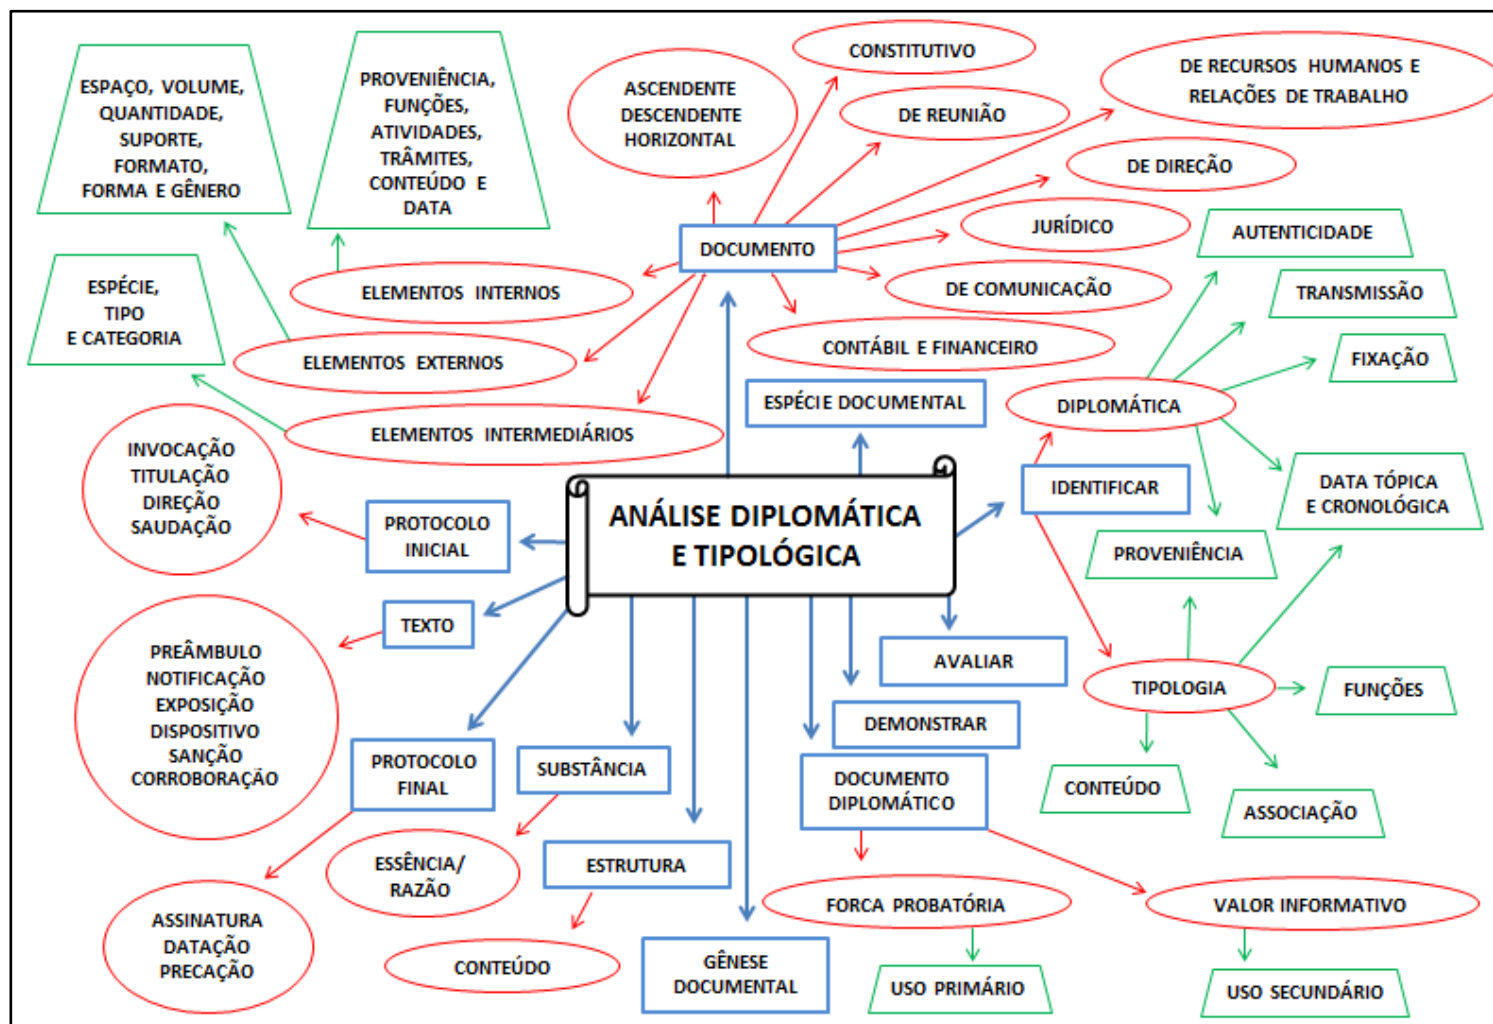 CONSTITUTIVO
DE RECURSOS HUMANOS E
RELAÇÕES DE TRABALHO
ESPAÇO, VOLUME,
QUANTIDADE,
SUPORTE,
FORMATO,
FORMA E GÊNERO
PROVENIÊNCIA,
FUNÇÕES,
ATIVIDADES,
TRÂMITES,
CONTEÚDO E
DATA
ASCENDENTE
DESCENDENTE
HORIZONTAL
DE REUNIÃO
DE DIREÇÃO
JURÍDICO
AUTENTICIDADE
DOCUMENTO
ESPÉCIE,
TIPO
E CATEGORIA
ELEMENTOS INTERNOS
DE COMUNICAÇÃO
TRANSMISSÃO
ELEMENTOS EXTERNOS
CONTÁBIL E FINANCEIRO
FIXAÇÃO
ESPÉCIE DOCUMENTAL
DIPLOMÁTICA
ELEMENTOS INTERMEDIÁRIOS
INVOCAÇÃO
TITULAÇÃO
DIREÇÃO
SAUDAÇÃO
PROTOCOLO
INICIAL
ANÁLISE DIPLOMÁTICA
E TIPOLÓGICA
IDENTIFICAR
DATA TÓPICA
E CRONOLÓGICA
PROVENIÊNCIA
TEXTO
PREÂMBULO
NOTIFICAÇÃO
EXPOSIÇÃO
DISPOSITIVO
SANÇÃO
CORROBORAÇÃO
AVALIAR
TIPOLOGIA
FUNÇÕES
DEMONSTRAR
PROTOCOLO
FINAL
SUBSTÂNCIA
DOCUMENTO
DIPLOMÁTICO
CONTEÚDO
ASSOCIAÇÃO
ESSÊNCIA/
RAZÃO
ESTRUTURA
FORCA PROBATÓRIA
VALOR INFORMATIVO
ASSINATURA
DATAÇÃO
PRECAÇÃO
CONTEÚDO
GÊNESE
DOCUMENTAL
USO PRIMÁRIO
USO SECUNDÁRIO